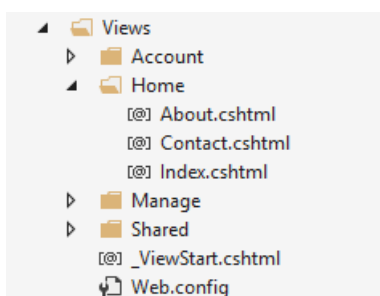 Views
Account
Home
[@] About.cshtml
[@] Contact.cshtml
[@] Index.cshtml
Manage
Shared
[@] _ViewStart.cshtml
Web.config